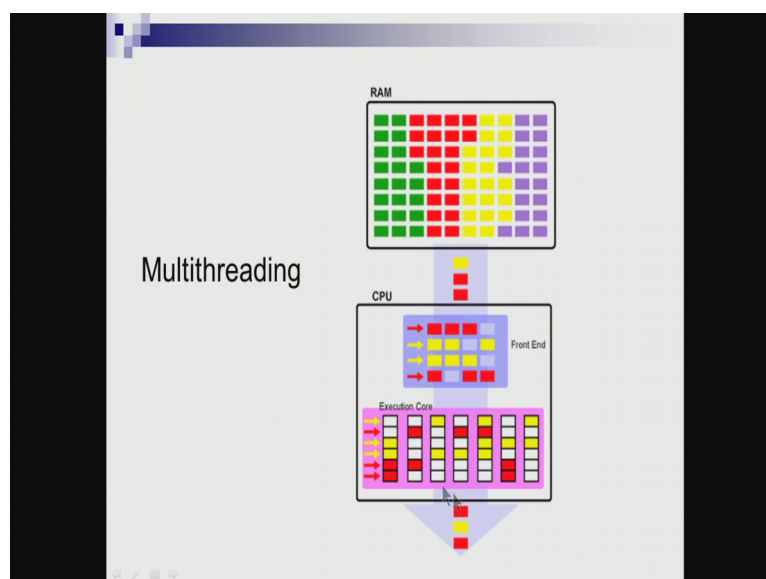 RAM
Multithreading
CPU
Front End
Execution Core